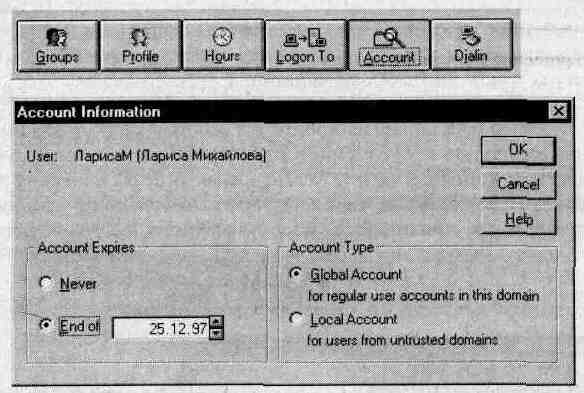 Groups Profile Hours Logon To Account Dialin
Account Information
User: ЛарисаМ (Лариса Михайлова)
OK
Cancel
Help
Account Expires
Never
End of 25.12.97
Account Type
Global Account
for regular user accounts in this domain
Local Account
for users from untrusted domains